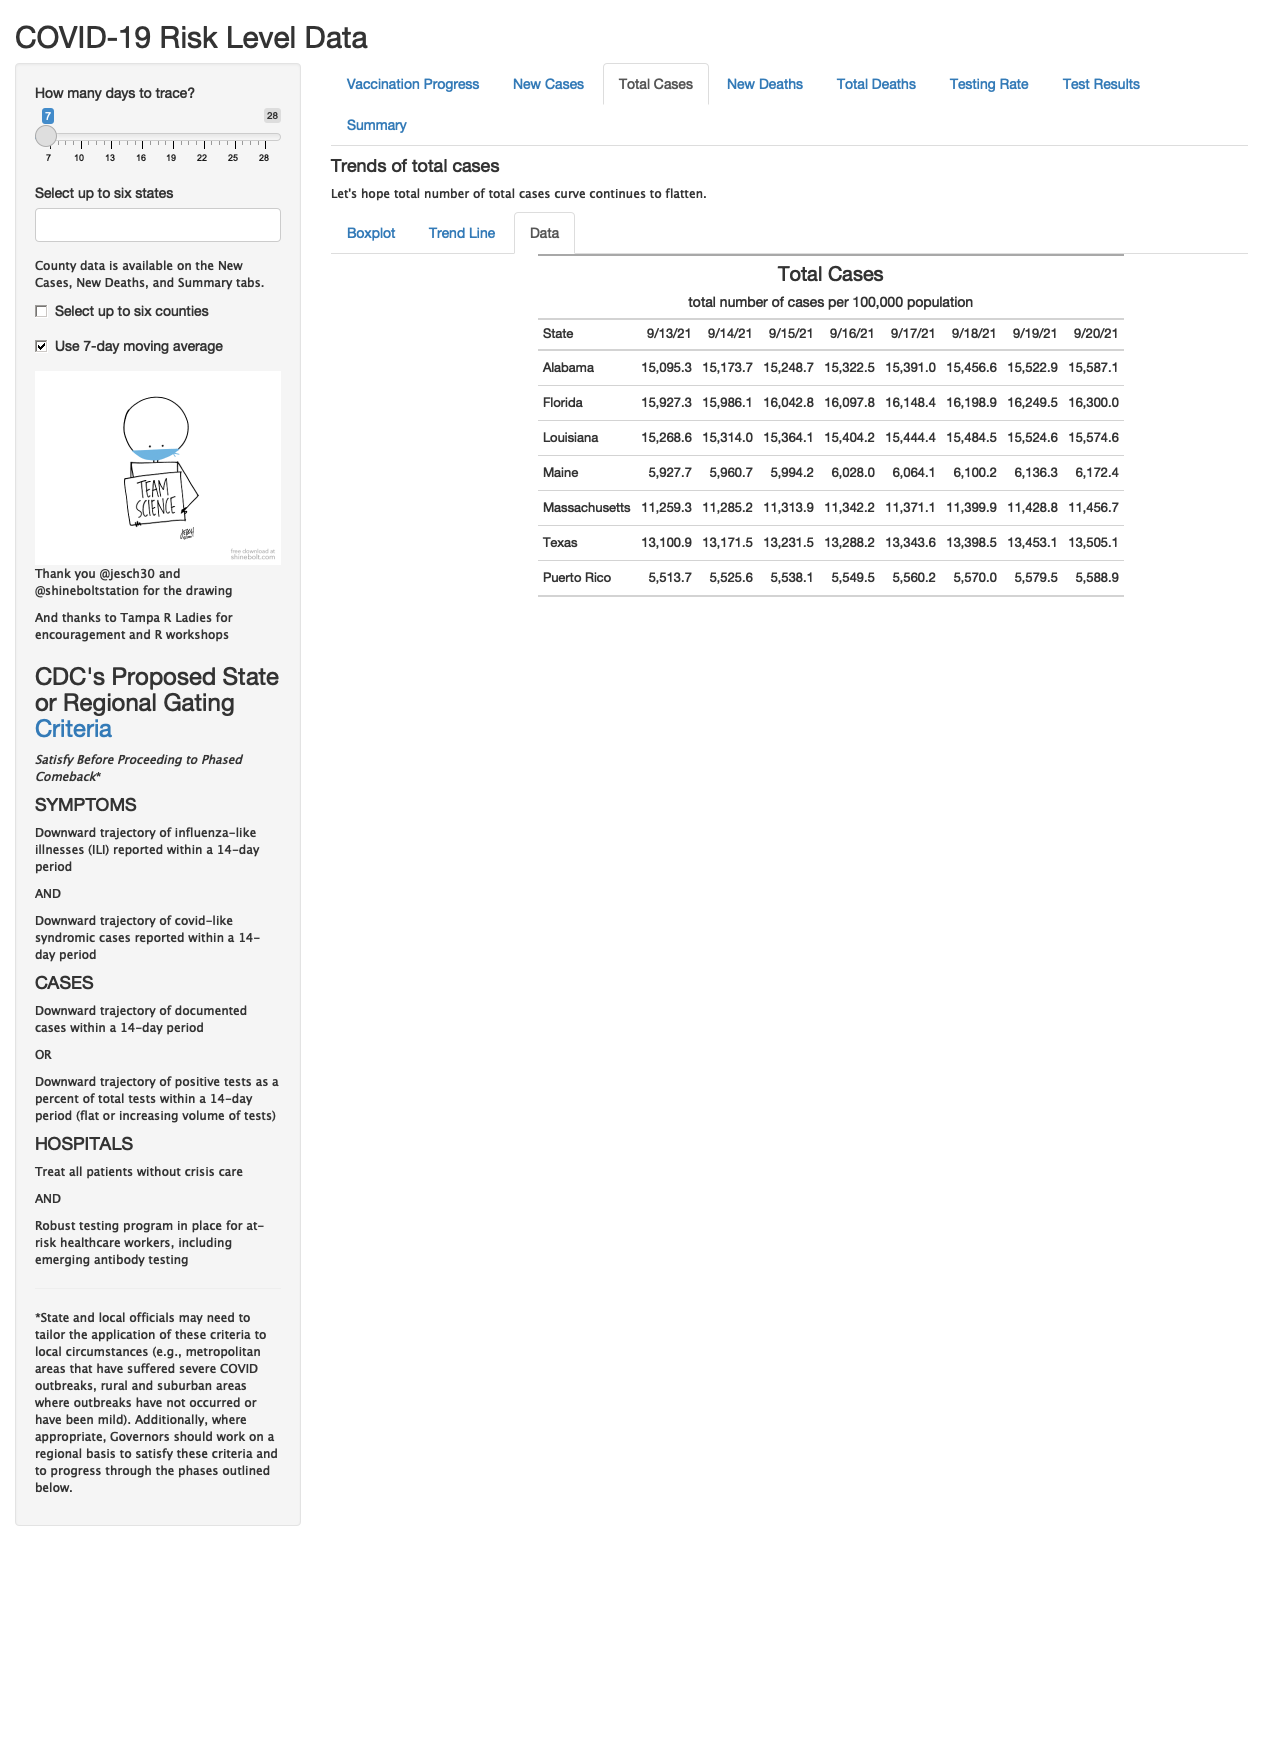 COVID-19 Risk Level Data
How many days to trace?
7
28
7 10 13 16 19 22 25 28
Select up to six states
County data is available on the New
Cases, New Deaths, and Summary tabs.
Select up to six counties
Use 7-day moving average
TEAM
SCIENCE
free download at
shinebolt.com
Thank you @jesch30 and
@shineboltstation for the drawing
And thanks to Tampa R Ladies for
encouragement and R workshops
CDC's Proposed State
or Regional Gating
Criteria
Satisfy Before Proceeding to Phased
Comeback*
SYMPTOMS
Downward trajectory of influenza-like
illnesses (ILI) reported within a 14-day
period
AND
Downward trajectory of covid-like
syndromic cases reported within a 14-
day period
CASES
Downward trajectory of documented
cases within a 14-day period
OR
Downward trajectory of positive tests as a
percent of total tests within a 14-day
period (flat or increasing volume of tests)
HOSPITALS
Treat all patients without crisis care
AND
Robust testing program in place for at-
risk healthcare workers, including
emerging antibody testing
*State and local officials may need to
tailor the application of these criteria to
local circumstances (e.g., metropolitan
areas that have suffered severe COVID
outbreaks, rural and suburban areas
where outbreaks have not occurred or
have been mild). Additionally, where
appropriate, Governors should work on a
regional basis to satisfy these criteria and
to progress through the phases outlined
below.
Vaccination Progress New Cases Total Cases New Deaths Total Deaths Testing Rate Test Results
Summary
Trends of total cases
Let's hope total number of total cases curve continues to flatten.
Boxplot Trend Line Data
Total Cases
total number of cases per 100,000 population
State 9/13/21 9/14/21 9/15/21 9/16/21 9/17/21 9/18/21 9/19/21 9/20/21
Alabama 15,095.3 15,173.7 15,248.7 15,322.5 15,391.0 15,456.6 15,522.9 15,587.1
Florida 15,927.3 15,986.1 16,042.8 16,097.8 16,148.4 16,198.9 16,249.5 16,300.0
Louisiana 15,268.6 15,314.0 15,364.1 15,404.2 15,444.4 15,484.5 15,524.6 15,574.6
Maine 5,927.7 5,960.7 5,994.2 6,028.0 6,064.1 6,100.2 6,136.3 6,172.4
Massachusetts 11,259.3 11,285.2 11,313.9 11,342.2 11,371.1 11,399.9 11,428.8 11,456.7
Texas 13,100.9 13,171.5 13,231.5 13,288.2 13,343.6 13,398.5 13,453.1 13,505.1
Puerto Rico 5,513.7 5,525.6 5,538.1 5,549.5 5,560.2 5,570.0 5,579.5 5,588.9